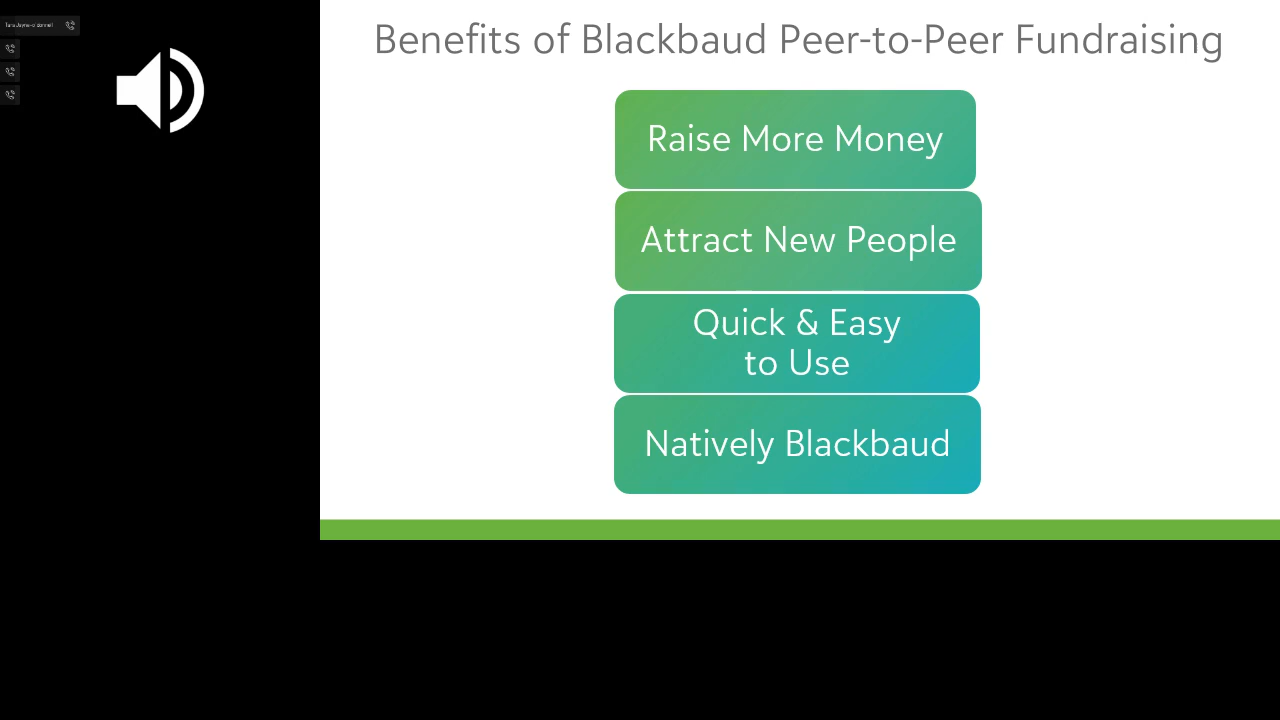 Benefits of Blackbaud Peer-to-Peer Fundraising
Raise More Money
Attract New People
Quick & Easy
to Use
Natively Blackbaud